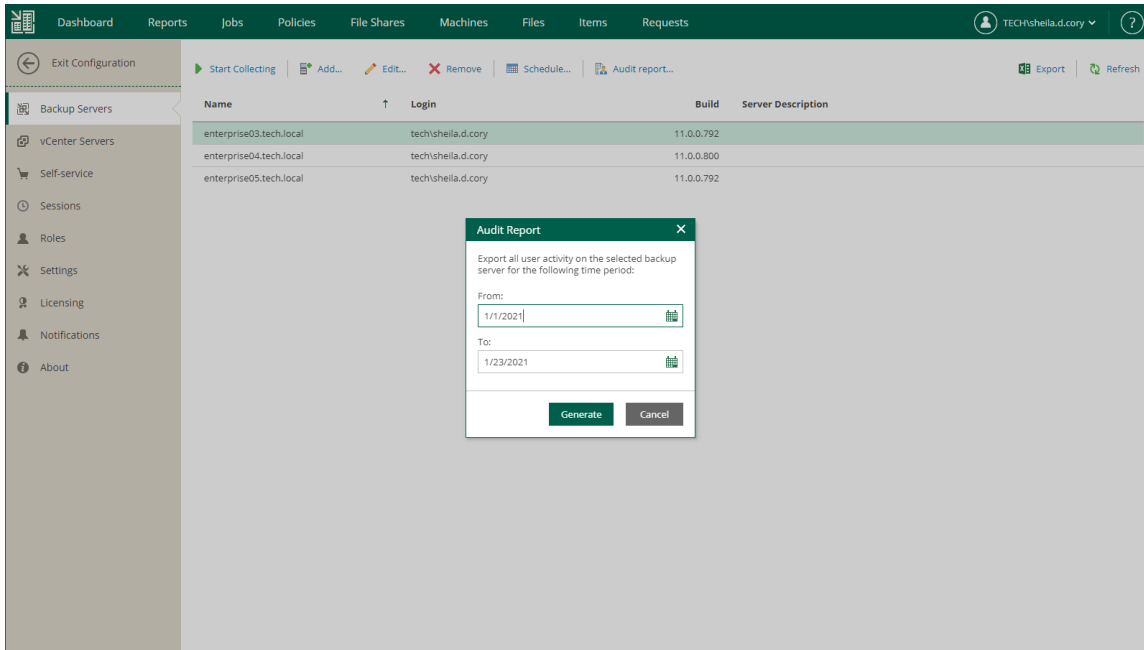 Dashboard Reports Jobs Policies File Shares Machines Files Items Requests TECH\sheila.d.cory ?
Exit Configuration
Start Collecting Add... Edit... Remove Schedule... Audit report... Export Refresh
Backup Servers
vCenter Servers
Self-service
Sessions
Roles
Settings
Licensing
Notifications
About
Name ↑ Login Build Server Description
enterprise03.tech.local tech\sheila.d.cory 11.0.0.792
enterprise04.tech.local tech\sheila.d.cory 11.0.0.800
enterprise05.tech.local tech\sheila.d.cory 11.0.0.792
Audit Report
Export all user activity on the selected backup
server for the following time period:
From:
1/1/2021
To:
1/23/2021
Generate Cancel